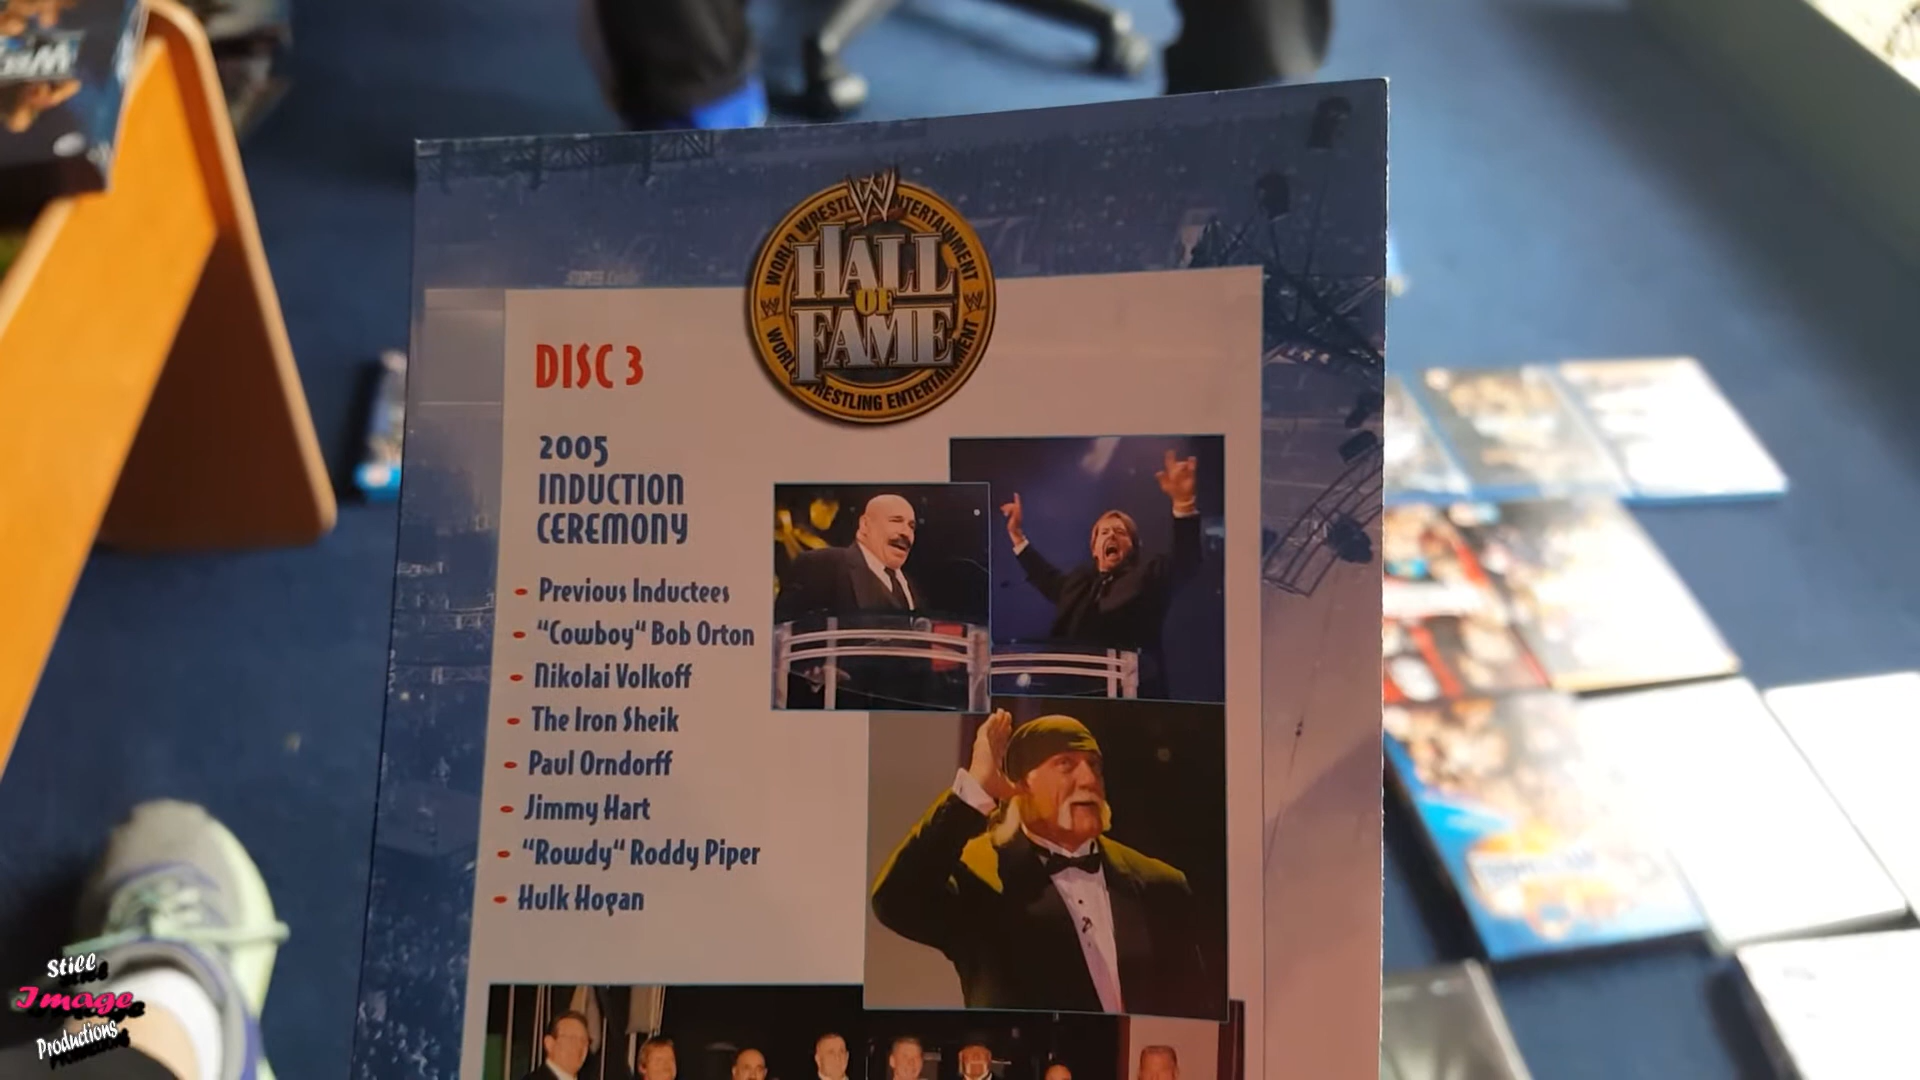 W
WORLD WRESTLING ENTERTAINMENT
HALL
OF
FAME
WORLD WRESTLING ENTERTAINMENT
DISC 3
2005
INDUCTION
CEREMONY
- Previous Inductees
- “Cowboy“ Bob Orton
- Nikolai Volkoff
- The Iron Sheik
- Paul Orndorff
- Jimmy Hart
- “Rowdy“ Roddy Piper
- Hulk Hogan
Still
Image
Productions